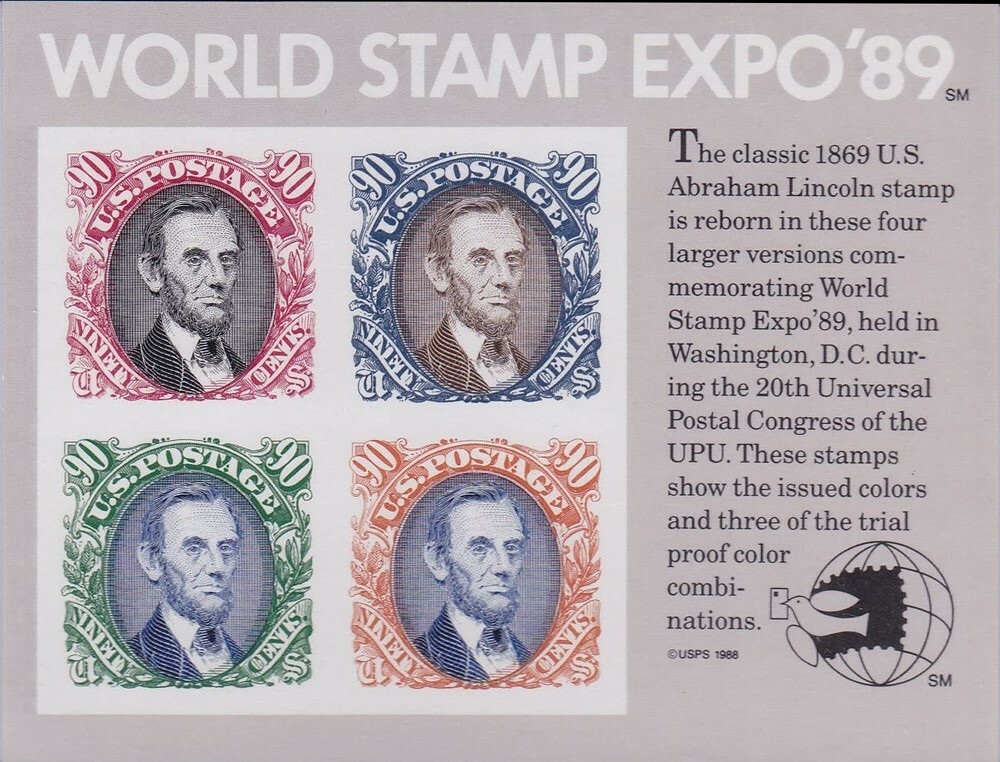 WORLD STAMP EXPO'89 SM
90 U.S. POSTAGE 90
NINETY CENTS.
U S
90 U.S. POSTAGE 90
NINETY CENTS.
U S
90 U.S. POSTAGE 90
NINETY CENTS.
U S
90 U.S. POSTAGE 90
NINETY CENTS.
U S
The classic 1869 U.S.
Abraham Lincoln stamp
is reborn in these four
larger versions com-
memorating World
Stamp Expo'89, held in
Washington, D.C. dur-
ing the 20th Universal
Postal Congress of the
UPU. These stamps
show the issued colors
and three of the trial
proof color
combi-
nations.
©USPS 1988
SM